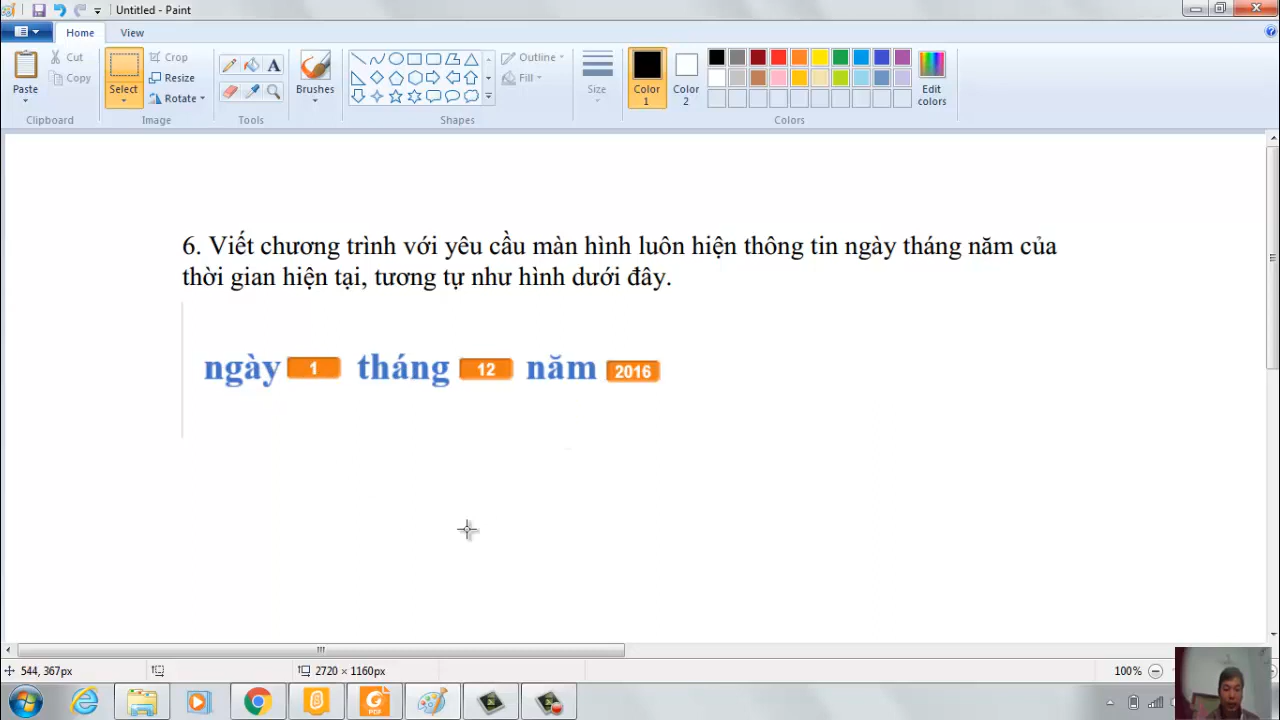 Untitled - Paint
Home View
Paste Cut Copy Select Crop Resize Rotate A Brushes Outline Fill Size Color 1 Color 2 Edit colors
Clipboard Image Tools Shapes Colors
6. Viết chương trình với yêu cầu màn hình luôn hiện thông tin ngày tháng năm của
thời gian hiện tại, tương tự như hình dưới đây.
ngày 1 tháng 12 năm 2016
544, 367px 2720 × 1160px 100%
PDF